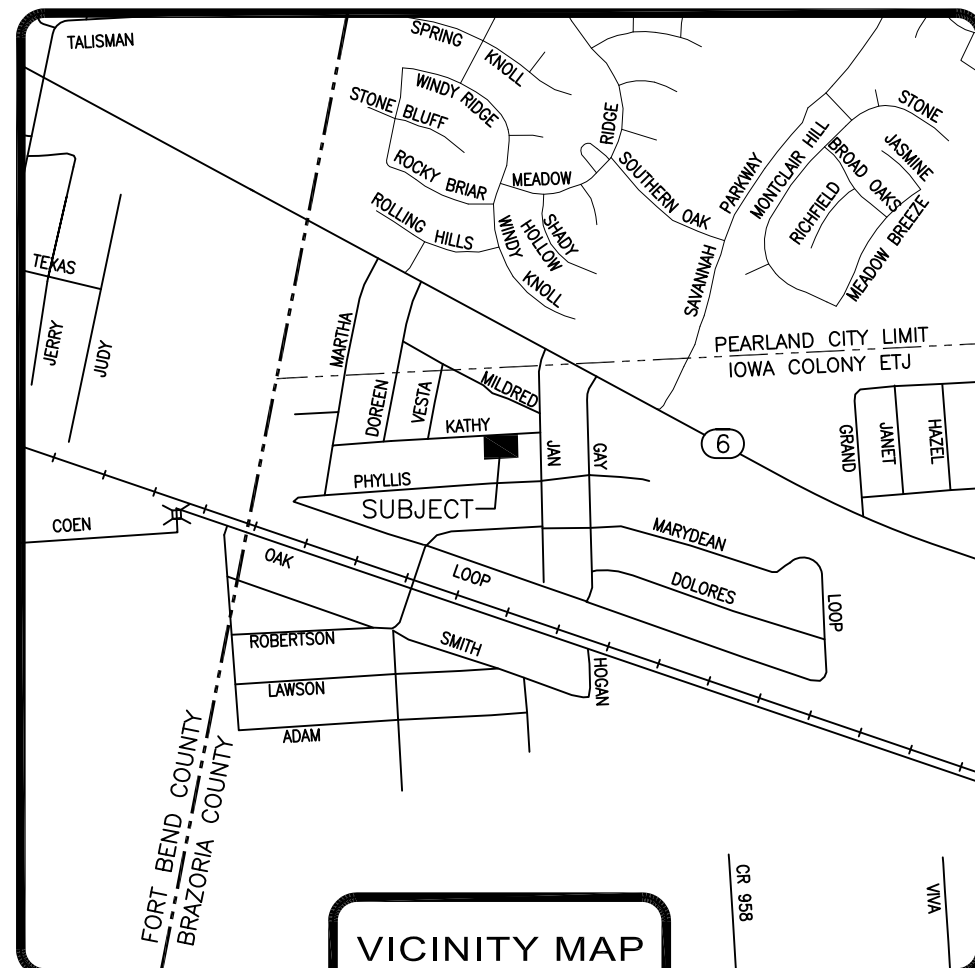 TALISMAN
SPRING
KNOLL
WINDY RIDGE
STONE BLUFF
ROCKY BRIAR
MEADOW
RIDGE
SOUTHERN OAK
ROLLING HILLS
SHADY
HOLLOW
WINDY
KNOLL
SAVANNAH
PARKWAY
MONTCLAIR HILL
STONE
JASMINE
BROAD OAKS
RICHFIELD
MEADOW BREEZE
TEXAS
JERRY
JUDY
MARTHA
DOREEN
VESTA
MILDRED
KATHY
PEARLAND CITY LIMIT
IOWA COLONY ETJ
JAN
GAY
6
GRAND
JANET
HAZEL
PHYLLIS
SUBJECT
COEN
OAK
LOOP
MARYDEAN
DOLORES
LOOP
ROBERTSON
SMITH
HOGAN
LAWSON
ADAM
FORT BEND COUNTY
BRAZORIA COUNTY
CR 958
VIVA
VICINITY MAP